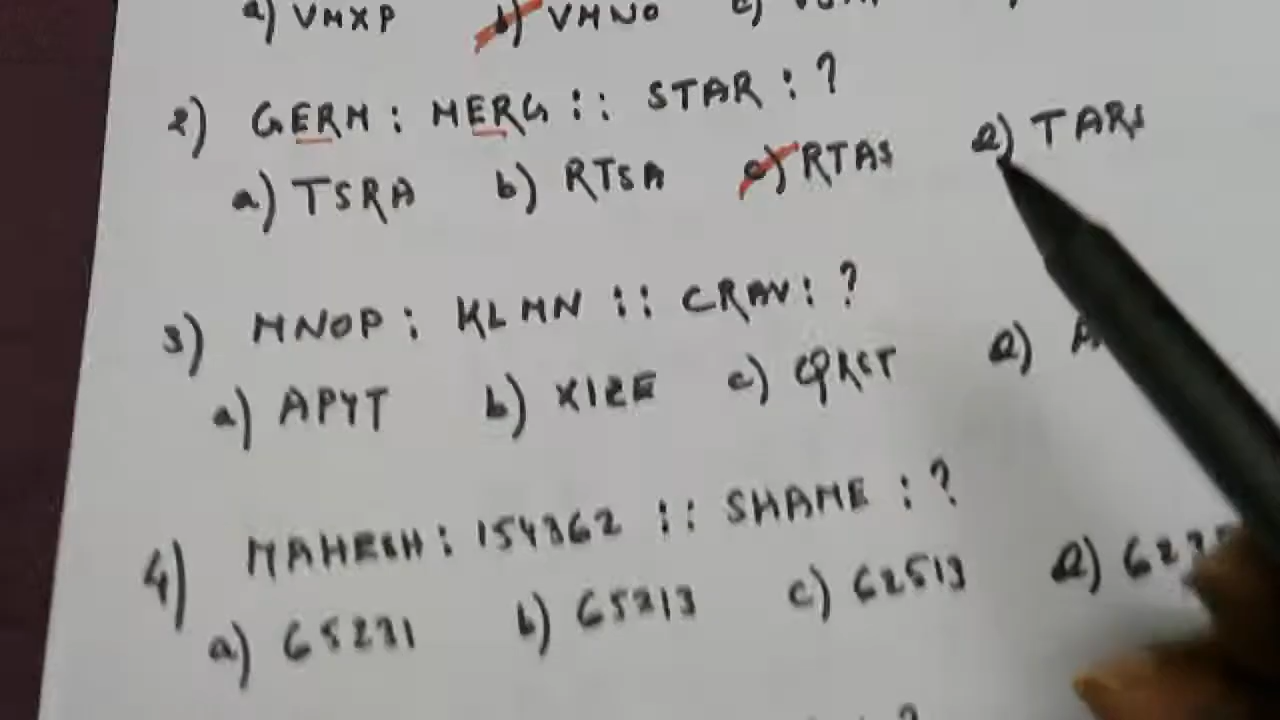 a) VMXP b) VMNO c)
2) GERM : MERG :: STAR : ?
a) TSRA b) RTSA c) RTAS d) TARS
3) MNOP : KLMN :: CRAV : ?
a) APYT b) XIZE c) QRCT d)
4) MAHESH : 154362 :: SHAME : ?
a) 65231 b) 65213 c) 62513 d)
?